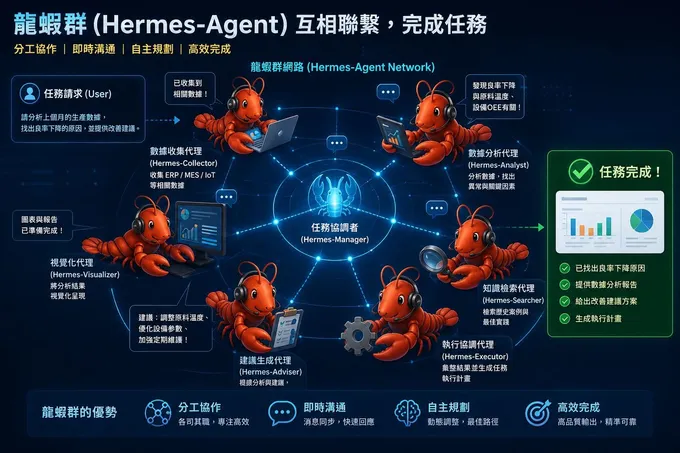 龍蝦群 (Hermes-Agent) 互相聯繫，完成任務
分工協作 | 即時溝通 | 自主規劃 | 高效完成
龍蝦群網路 (Hermes-Agent Network)
任務請求 (User)
請分析上個月的生產數據，
找出良率下降的原因，並提供改善建議。
已收集到
相關數據！
發現良率下降
與原料溫度、
設備OEE有關！
數據收集代理
(Hermes-Collector)
收集 ERP / MES / IoT
等相關數據
數據分析代理
(Hermes-Analyst)
分析數據，找出
異常與關鍵因素
任務協調者
(Hermes-Manager)
圖表與報告
已準備完成！
視覺化代理
(Hermes-Visualizer)
將分析結果
視覺化呈現
知識檢索代理
(Hermes-Searcher)
檢索歷史案例與
最佳實踐
建議：調整原料溫度、
優化設備參數、
加強定期維護！
建議生成代理
(Hermes-Adviser)
根據分析與建議，
執行協調代理
(Hermes-Executor)
彙整結果並生成任務
執行計畫
任務完成！
已找出良率下降原因
提供數據分析報告
給出改善建議方案
生成執行計畫
龍蝦群的優勢
分工協作
各司其職，專注高效
即時溝通
消息同步，快速回應
自主規劃
動態調整，最佳路徑
高效完成
高品質輸出，精準可靠